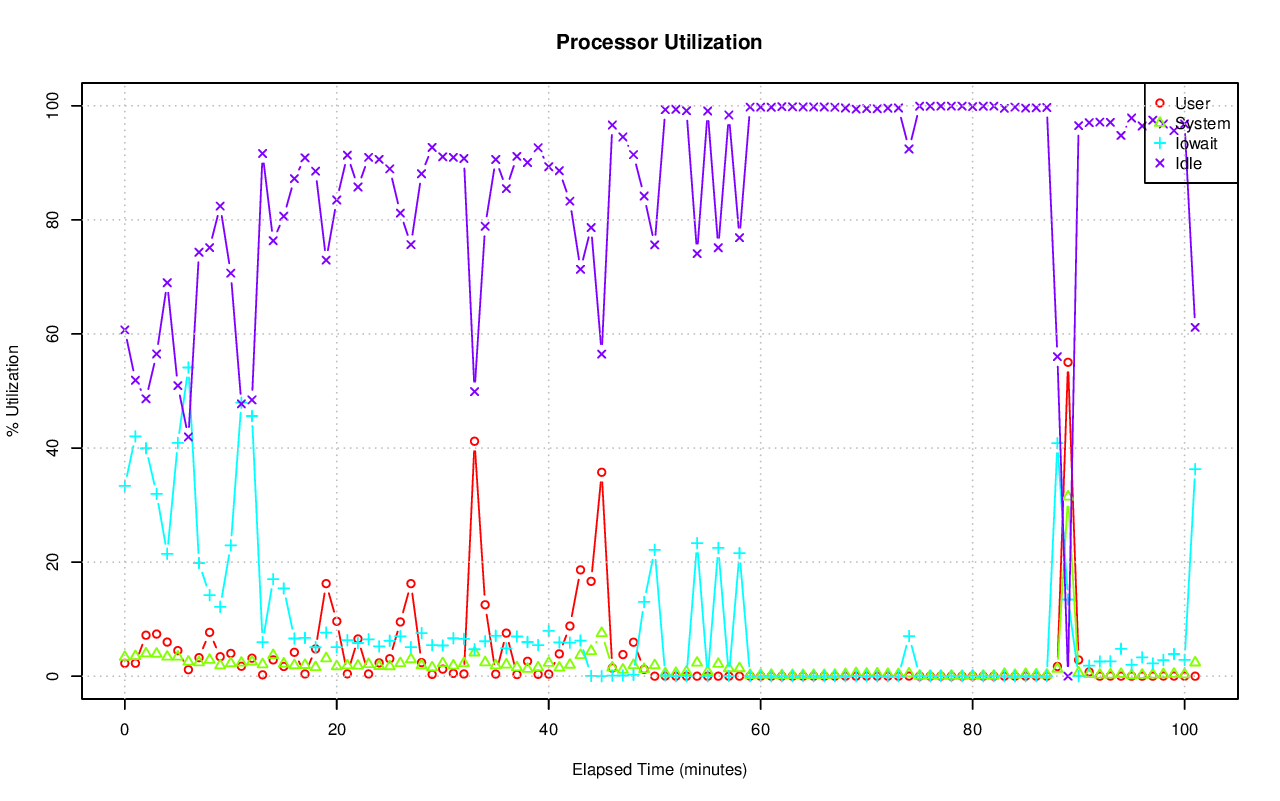 Processor Utilization
% Utilization
100
80
60
40
20
0
User
System
Iowait
Idle
0 20 40 60 80 100
Elapsed Time (minutes)